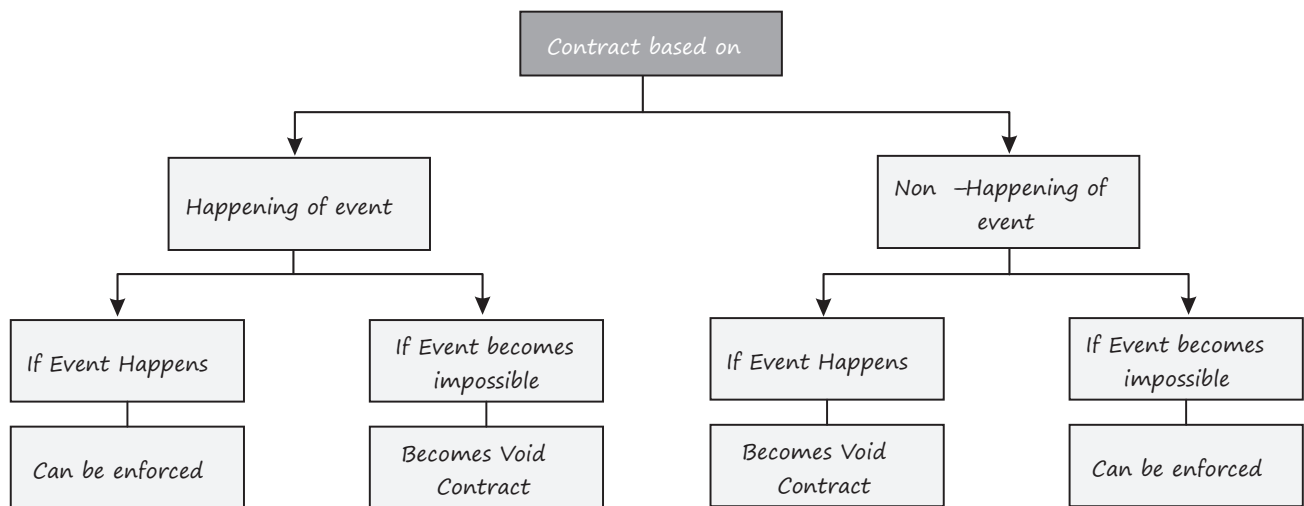 Contract based on
Happening of event
Non –Happening of
event
If Event Happens
If Event becomes
impossible
If Event Happens
If Event becomes
impossible
Can be enforced
Becomes Void
Contract
Becomes Void
Contract
Can be enforced